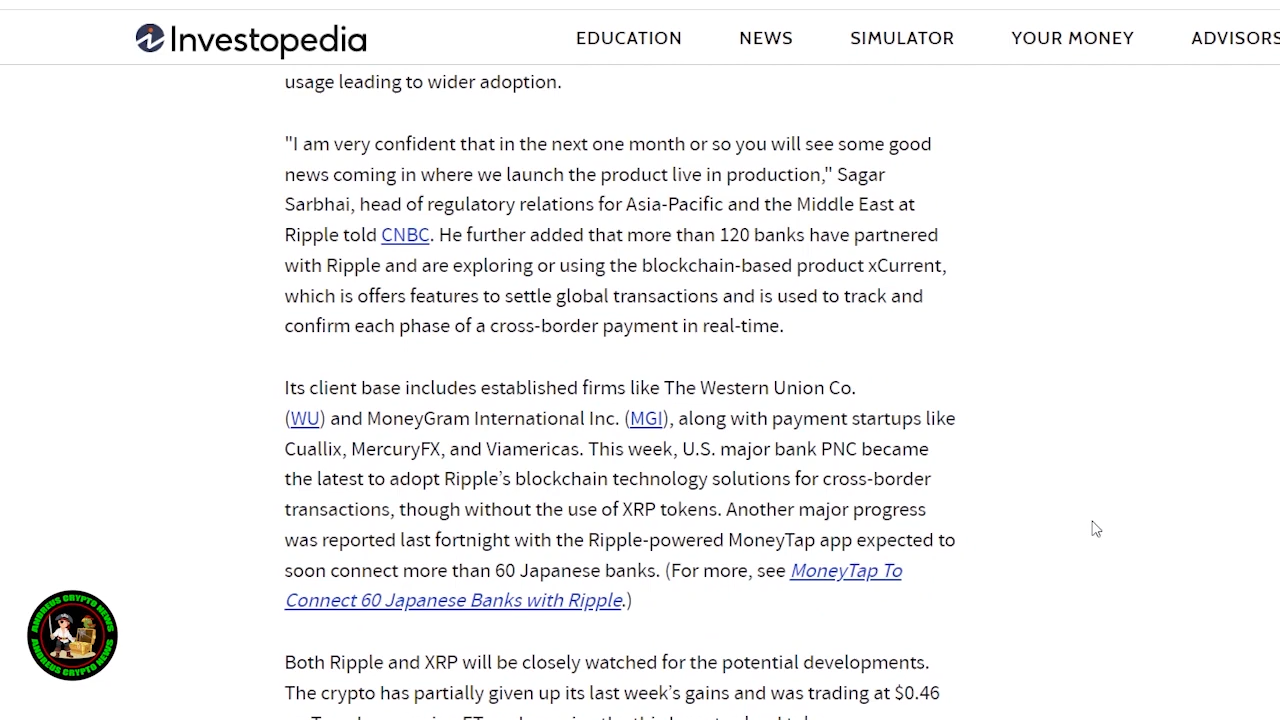 Investopedia
EDUCATION NEWS SIMULATOR YOUR MONEY ADVISORS
usage leading to wider adoption.
"I am very confident that in the next one month or so you will see some good
news coming in where we launch the product live in production," Sagar
Sarbhai, head of regulatory relations for Asia-Pacific and the Middle East at
Ripple told CNBC. He further added that more than 120 banks have partnered
with Ripple and are exploring or using the blockchain-based product xCurrent,
which is offers features to settle global transactions and is used to track and
confirm each phase of a cross-border payment in real-time.
Its client base includes established firms like The Western Union Co.
(WU) and MoneyGram International Inc. (MGI), along with payment startups like
Cuallix, MercuryFX, and Viamericas. This week, U.S. major bank PNC became
the latest to adopt Ripple’s blockchain technology solutions for cross-border
transactions, though without the use of XRP tokens. Another major progress
was reported last fortnight with the Ripple-powered MoneyTap app expected to
soon connect more than 60 Japanese banks. (For more, see MoneyTap To
Connect 60 Japanese Banks with Ripple.)
ANDREUS CRYPTO NEWS
ANDREUS CRYPTO NEWS
Both Ripple and XRP will be closely watched for the potential developments.
The crypto has partially given up its last week’s gains and was trading at $0.46